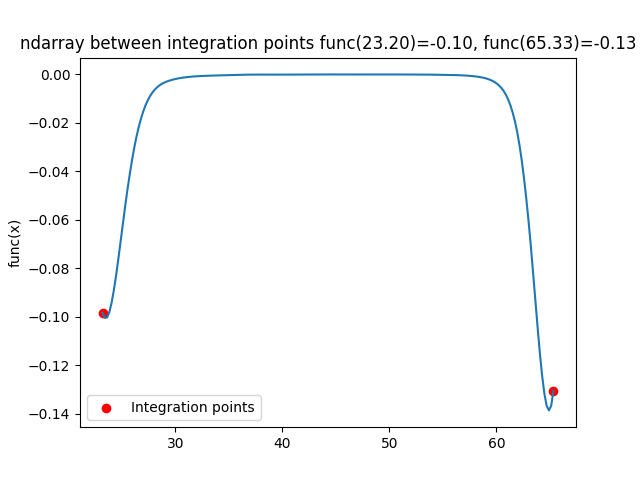 ndarray between integration points func(23.20)=-0.10, func(65.33)=-0.13
func(x)
0.00
−0.02
−0.04
−0.06
−0.08
−0.10
−0.12
−0.14
Integration points
30 40 50 60